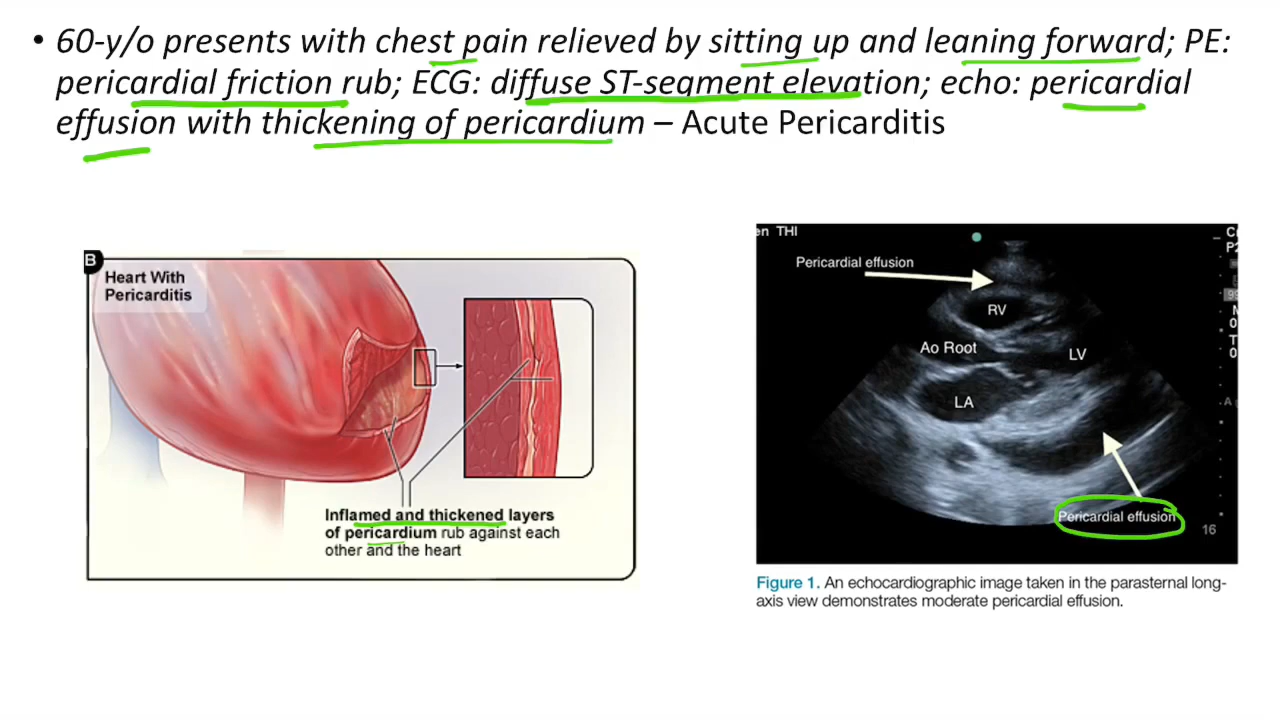 • 60-y/o presents with chest pain relieved by sitting up and leaning forward; PE:
pericardial friction rub; ECG: diffuse ST-segment elevation; echo: pericardial
effusion with thickening of pericardium – Acute Pericarditis
B
Heart With
Pericarditis
Inflamed and thickened layers
of pericardium rub against each
other and the heart
en THI
Pericardial effusion
RV
Ao Root
LV
LA
Pericardial effusion
16
Figure 1. An echocardiographic image taken in the parasternal long-
axis view demonstrates moderate pericardial effusion.